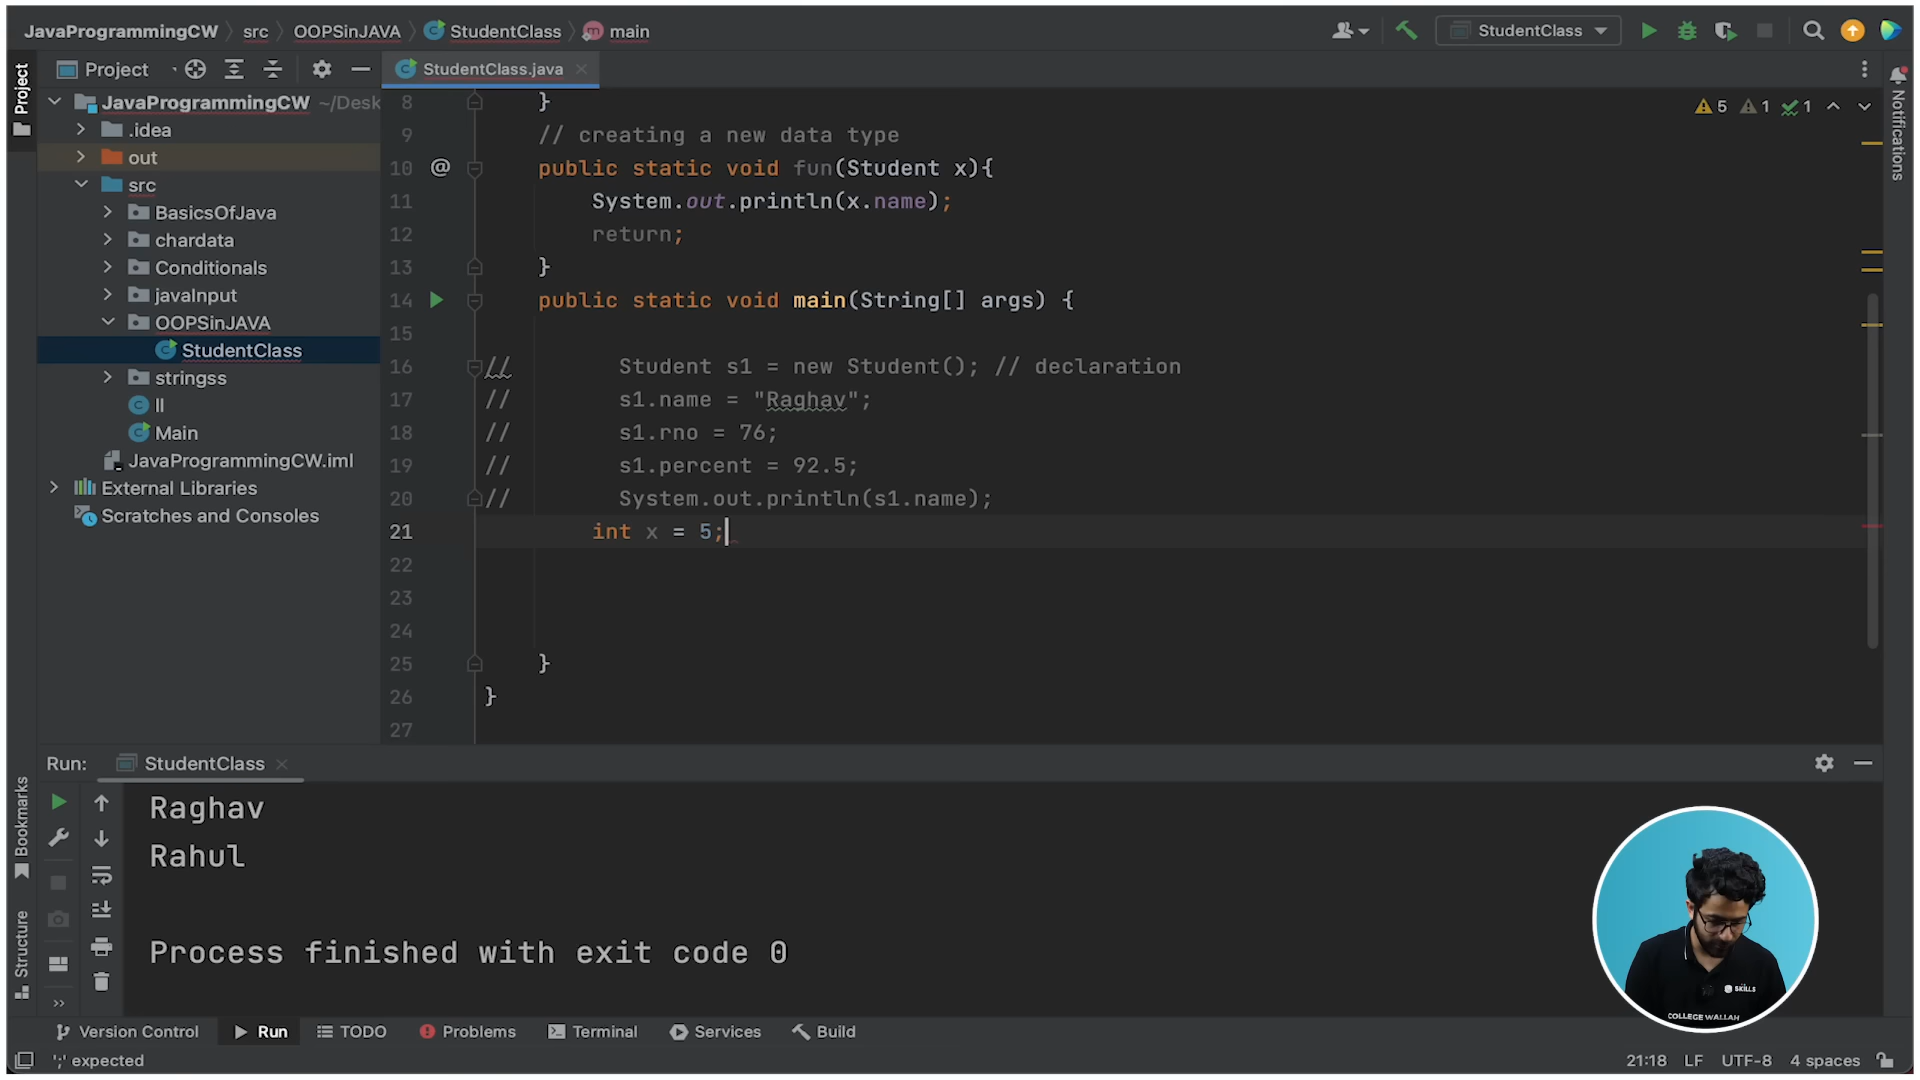 JavaProgrammingCW src OOPSinJAVA StudentClass main StudentClass
Project StudentClass.java
JavaProgrammingCW ~/Desk
.idea
out
src
BasicsOfJava
chardata
Conditionals
javaInput
OOPSinJAVA
StudentClass
stringss
ll
Main
JavaProgrammingCW.iml
External Libraries
Scratches and Consoles
Project
Bookmarks
Structure
Notifications
5 1 1
8 }
9 // creating a new data type
10 @ public static void fun(Student x){
11 System.out.println(x.name);
12 return;
13 }
14 public static void main(String[] args) {
15
16 // Student s1 = new Student(); // declaration
17 // s1.name = "Raghav";
18 // s1.rno = 76;
19 // s1.percent = 92.5;
20 // System.out.println(s1.name);
21 int x = 5;
22
23
24
25 }
26 }
27
Run: StudentClass
Raghav
Rahul
Process finished with exit code 0
SKILLS
COLLEGE WALLAH
Version Control Run TODO Problems Terminal Services Build
';' expected 21:18 LF UTF-8 4 spaces